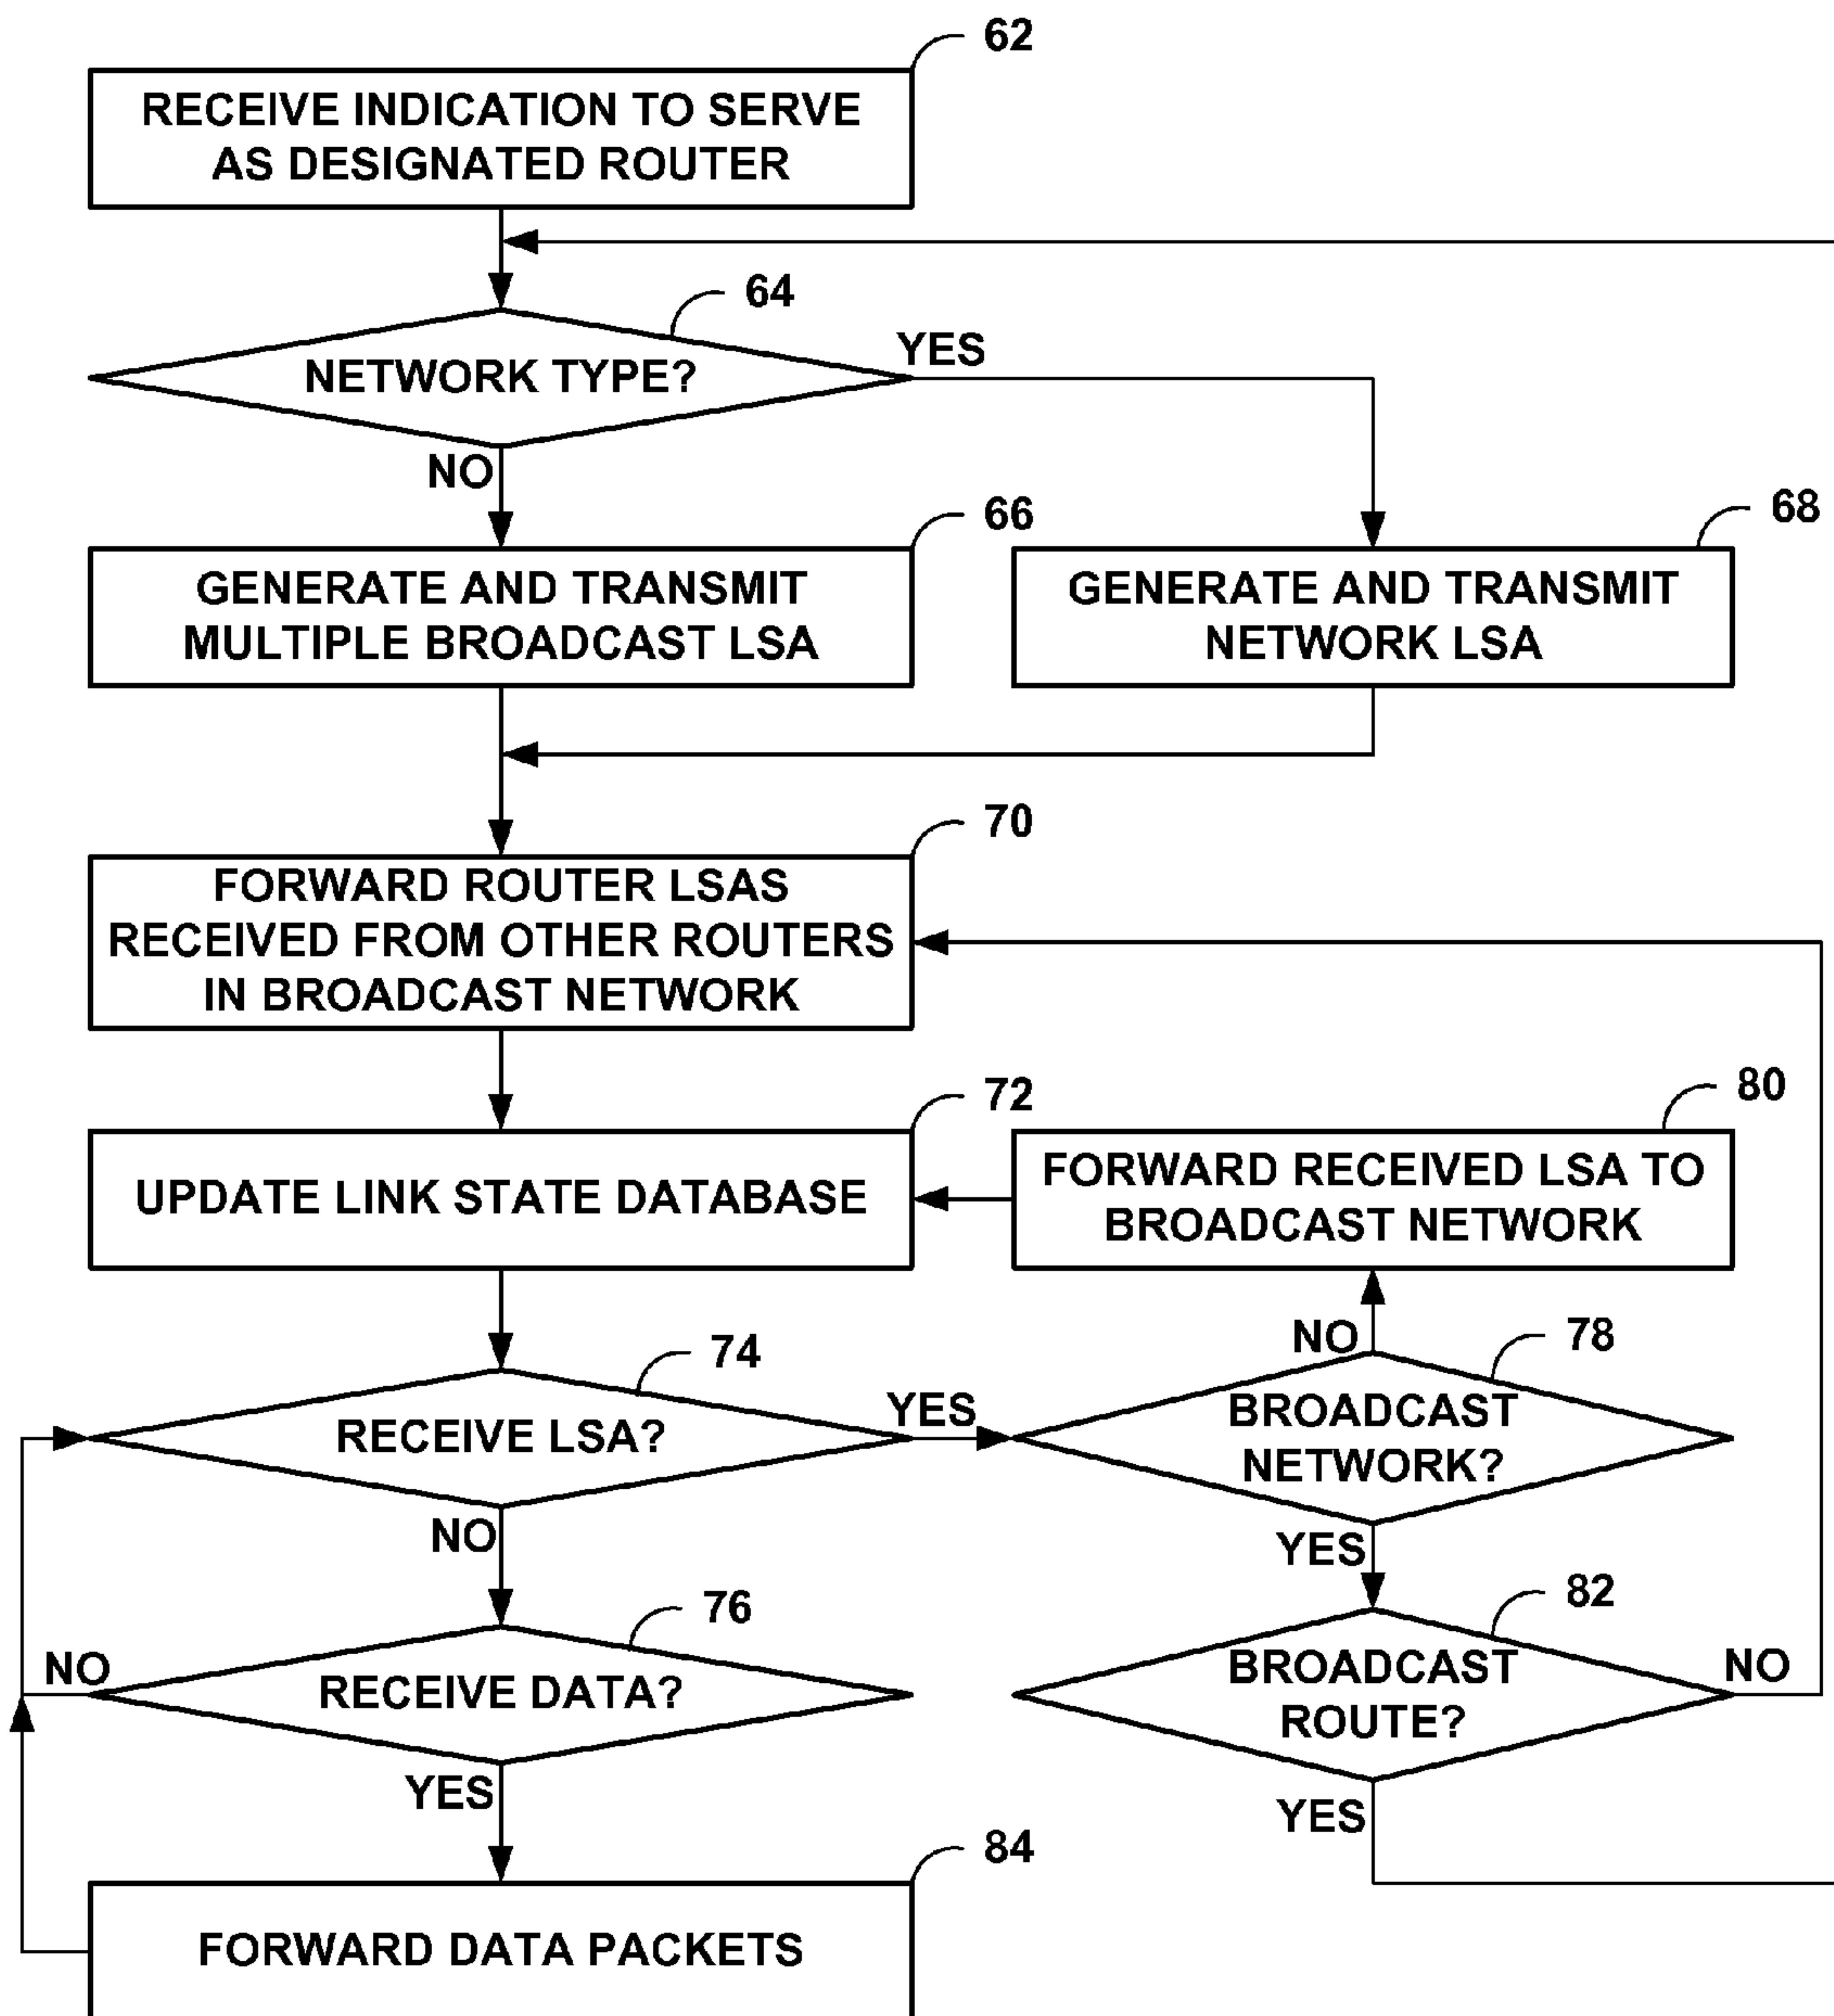 62
RECEIVE INDICATION TO SERVE
AS DESIGNATED ROUTER
64
NETWORK TYPE?
YES
NO
66
GENERATE AND TRANSMIT
MULTIPLE BROADCAST LSA
68
GENERATE AND TRANSMIT
NETWORK LSA
70
FORWARD ROUTER LSAS
RECEIVED FROM OTHER ROUTERS
IN BROADCAST NETWORK
72
UPDATE LINK STATE DATABASE
80
FORWARD RECEIVED LSA TO
BROADCAST NETWORK
74
RECEIVE LSA?
YES
NO
NO
78
BROADCAST
NETWORK?
YES
76
RECEIVE DATA?
NO
YES
82
BROADCAST
ROUTE?
NO
YES
84
FORWARD DATA PACKETS